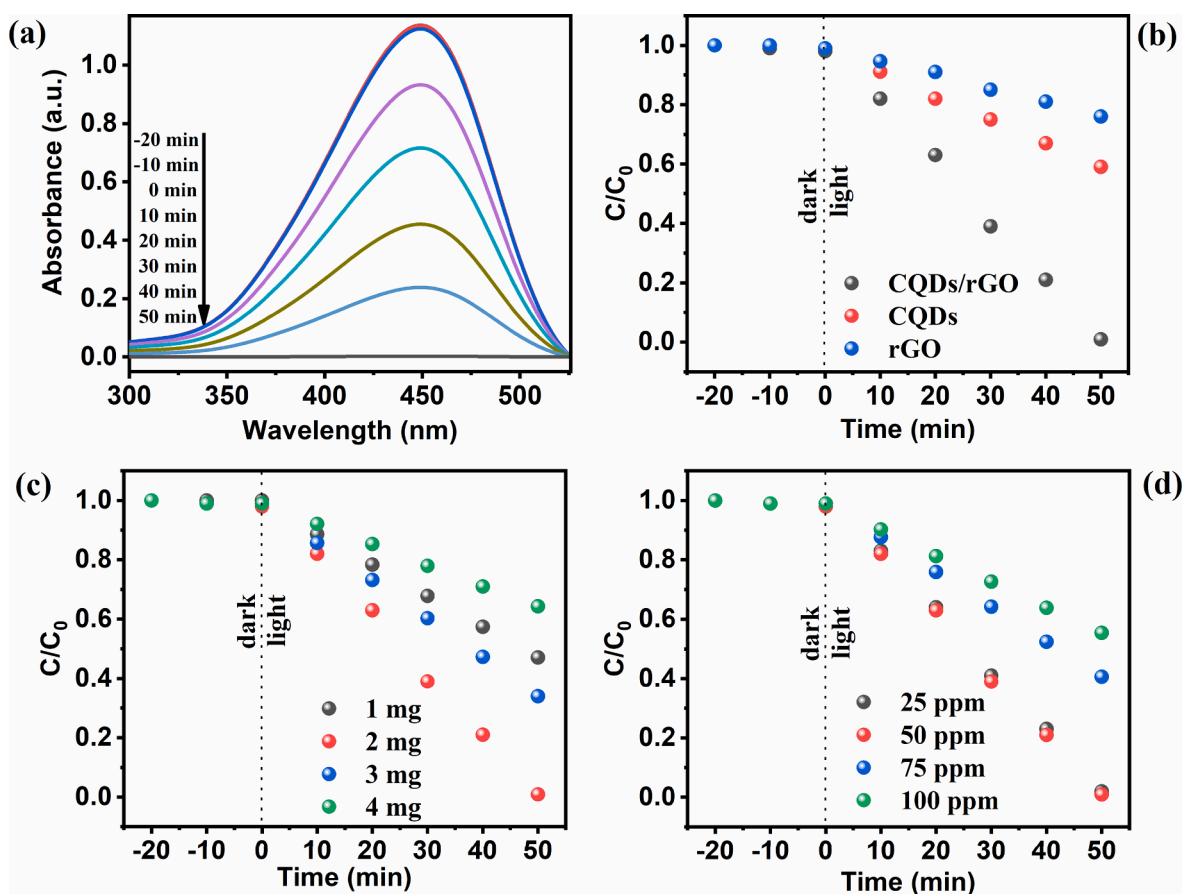 (a)
Absorbance (a.u.)
1.0
0.8
0.6
0.4
0.2
0.0
-20 min
-10 min
0 min
10 min
20 min
30 min
40 min
50 min
300
350
400
450
500
Wavelength (nm)
(b)
C/C0
1.0
0.8
0.6
0.4
0.2
0.0
dark
light
CQDs/rGO
CQDs
rGO
-20 -10 0 10 20 30 40 50
Time (min)
(c)
C/C0
1.0
0.8
0.6
0.4
0.2
0.0
dark
light
1 mg
2 mg
3 mg
4 mg
-20 -10 0 10 20 30 40 50
Time (min)
(d)
C/C0
1.0
0.8
0.6
0.4
0.2
0.0
dark
light
25 ppm
50 ppm
75 ppm
100 ppm
-20 -10 0 10 20 30 40 50
Time (min)